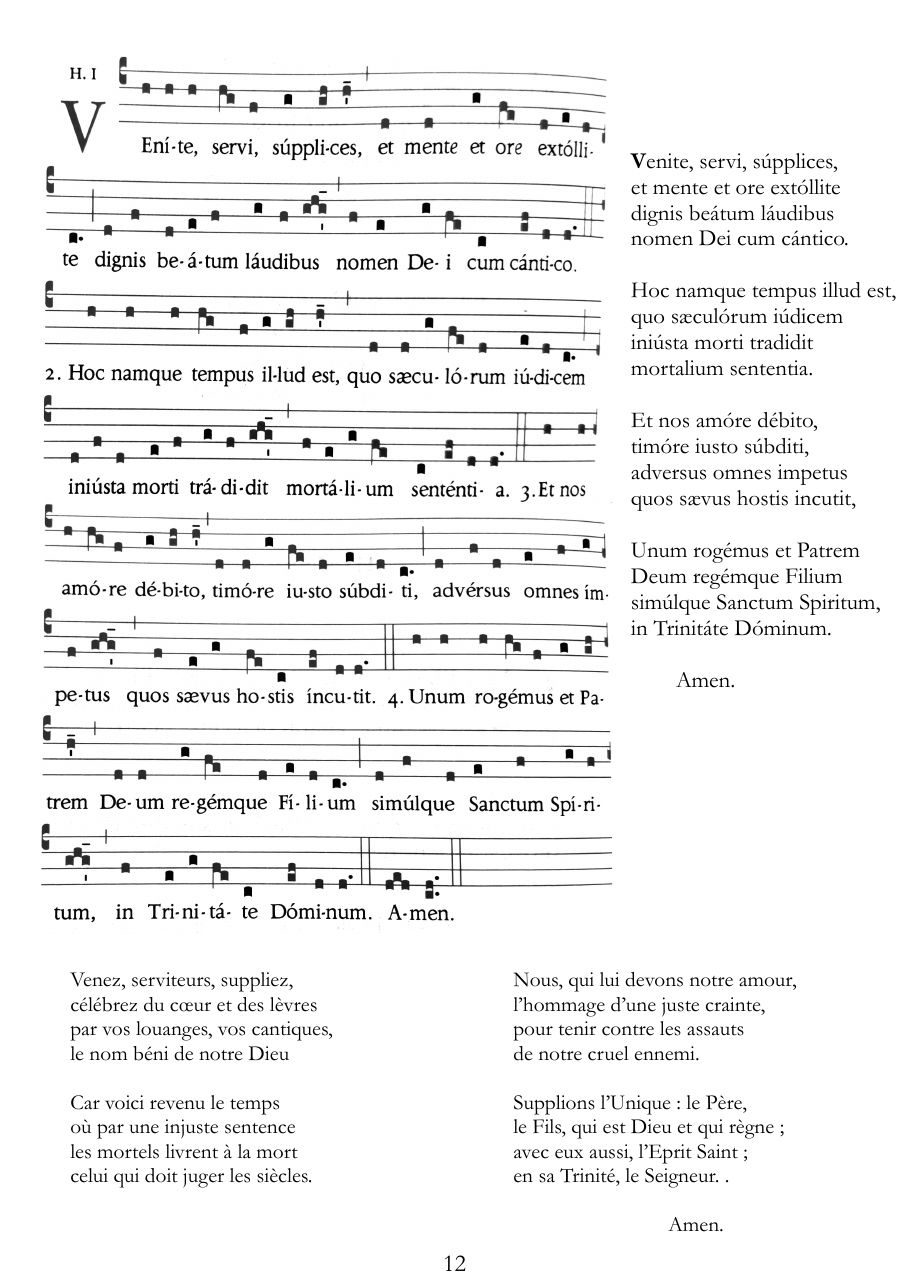 H. I
VEní-te, servi, súppli-ces, et mente et ore extólli-
te dignis be-á-tum láudibus nomen De-i cum cánti-co.
2. Hoc namque tempus il-lud est, quo sæcu-ló-rum iú-di-cem
iniústa morti trá-di-dit mortá-li-um senténti-a. 3.Et nos
amó-re dé-bi-to, timó-re iu-sto súbdi-ti, advérsus omnes ím-
pe-tus quos sævus ho-stis íncu-tit. 4. Unum ro-gémus et Pa-
trem De-um re-gémque Fí-li-um simúlque Sanctum Spí-ri-
tum, in Tri-ni-tá-te Dómi-num. A-men.
Venite, servi, súpplices,
et mente et ore extóllite
dignis beátum láudibus
nomen Dei cum cántico.
Hoc namque tempus illud est,
quo sæculórum iúdicem
iniústa morti tradidit
mortalium sententia.
Et nos amóre débito,
timóre iusto súbditi,
adversus omnes impetus
quos sævus hostis incutit,
Unum rogémus et Patrem
Deum regémque Filium
simúlque Sanctum Spiritum,
in Trinitáte Dóminum.
Amen.
Venez, serviteurs, suppliez,
célébrez du cœur et des lèvres
par vos louanges, vos cantiques,
le nom béni de notre Dieu
Car voici revenu le temps
où par une injuste sentence
les mortels livrent à la mort
celui qui doit juger les siècles.
Nous, qui lui devons notre amour,
l’hommage d’une juste crainte,
pour tenir contre les assauts
de notre cruel ennemi.
Supplions l’Unique : le Père,
le Fils, qui est Dieu et qui règne ;
avec eux aussi, l’Eprit Saint ;
en sa Trinité, le Seigneur. .
Amen.
12